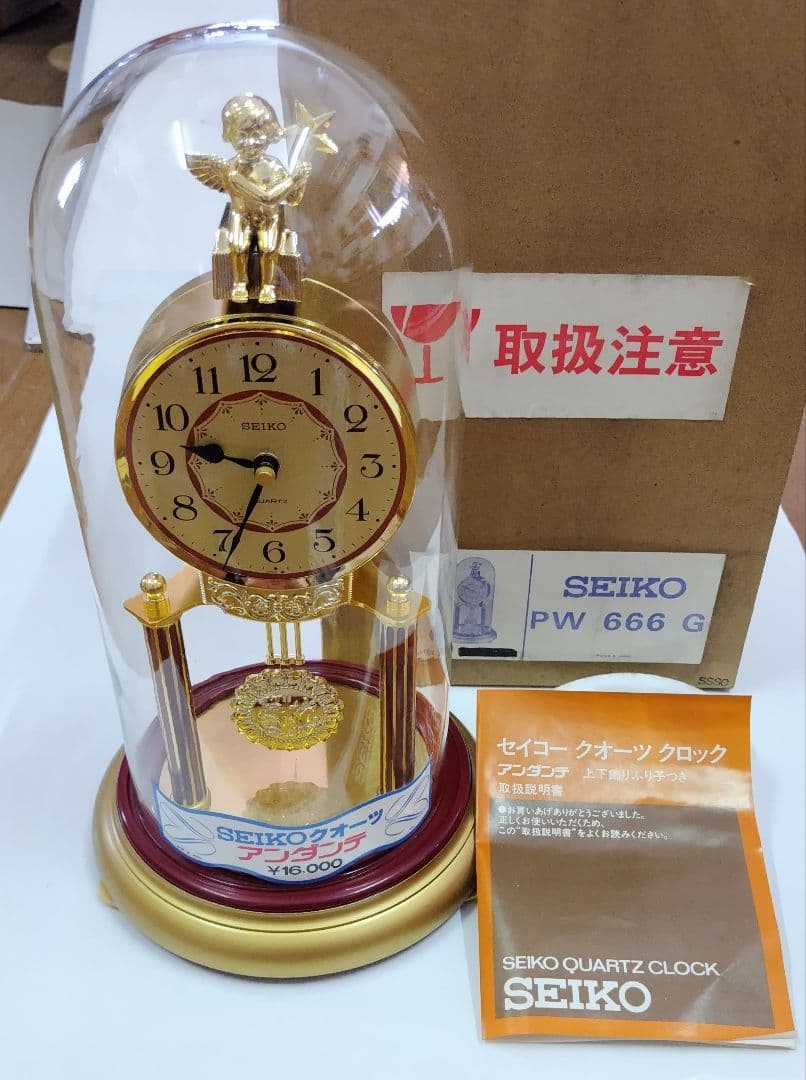 12
1
2
3
4
5
6
7
8
9
10
11
SEIKO
QUARTZ
SEIKOクオーツ
アンダンテ
¥16,000
取扱注意
SEIKO
PW 666 G
SSSC
セイコー クオーツ クロック
アンダンテ 上下飾りふり子つき
取扱説明書
●お買いあげありがとうございました。
正しくお使いいただくため、
この"取扱説明書"をよくお読みください。
SEIKO QUARTZ CLOCK
SEIKO